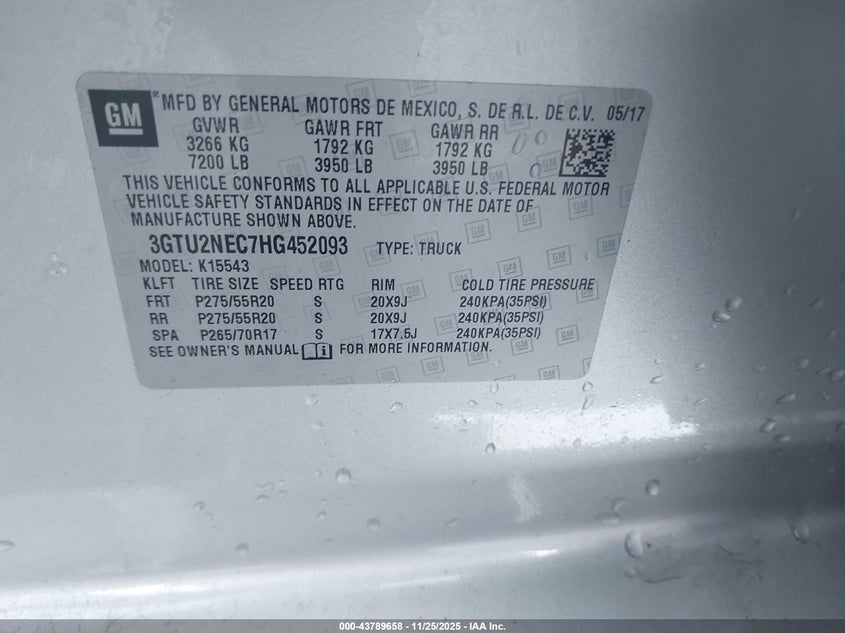 GM
MFD BY GENERAL MOTORS DE MEXICO, S. DE R.L. DE C.V. 05/17
GVWR GAWR FRT GAWR RR
3266 KG 1792 KG 1792 KG
7200 LB 3950 LB 3950 LB
THIS VEHICLE CONFORMS TO ALL APPLICABLE U.S. FEDERAL MOTOR
VEHICLE SAFETY STANDARDS IN EFFECT ON THE DATE OF
MANUFACTURE SHOWN ABOVE.
3GTU2NEC7HG452093 TYPE: TRUCK
MODEL: K15543
KLFT TIRE SIZE SPEED RTG RIM COLD TIRE PRESSURE
FRT P275/55R20 S 20X9J 240KPA(35PSI)
RR P275/55R20 S 20X9J 240KPA(35PSI)
SPA P265/70R17 S 17X7.5J 240KPA(35PSI)
SEE OWNER'S MANUAL FOR MORE INFORMATION.
000-43789658 - 11/25/2025 - IAA Inc.